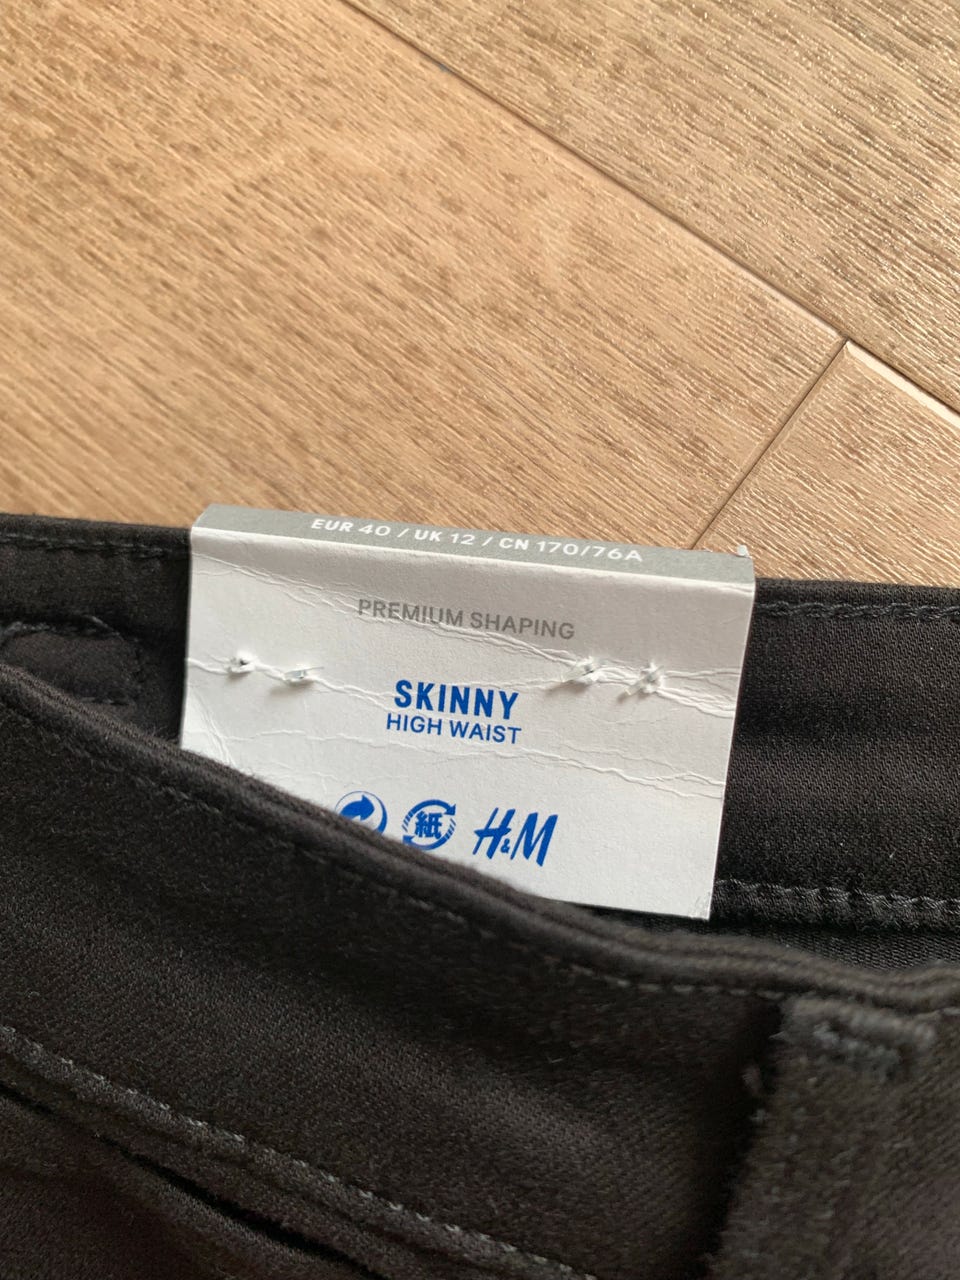 EUR 40 / UK 12 / CN 170/76A
PREMIUM SHAPING
SKINNY
HIGH WAIST
紙
H&M